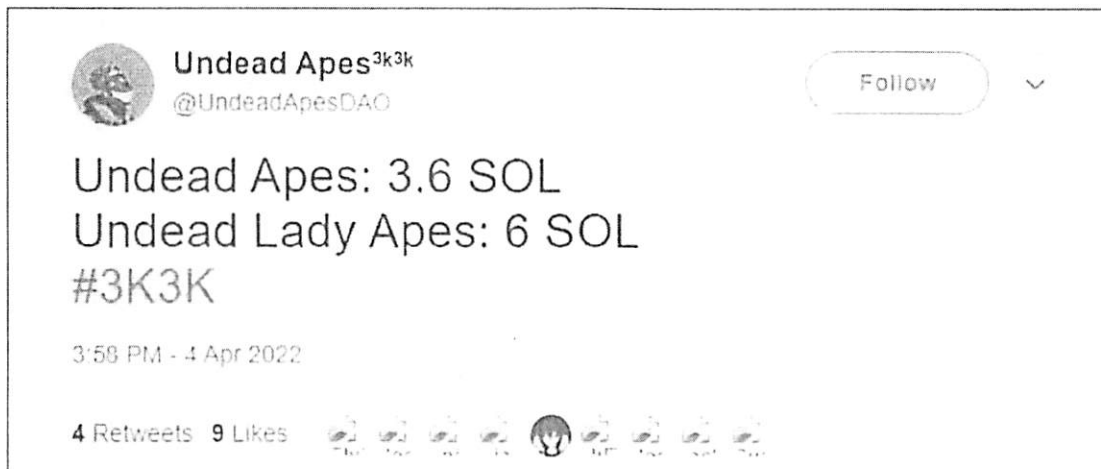 Undead Apes³ᵏ³ᵏ
@UndeadApesDAO
Follow
Undead Apes: 3.6 SOL
Undead Lady Apes: 6 SOL
#3K3K
3:58 PM - 4 Apr 2022
4 Retweets 9 Likes